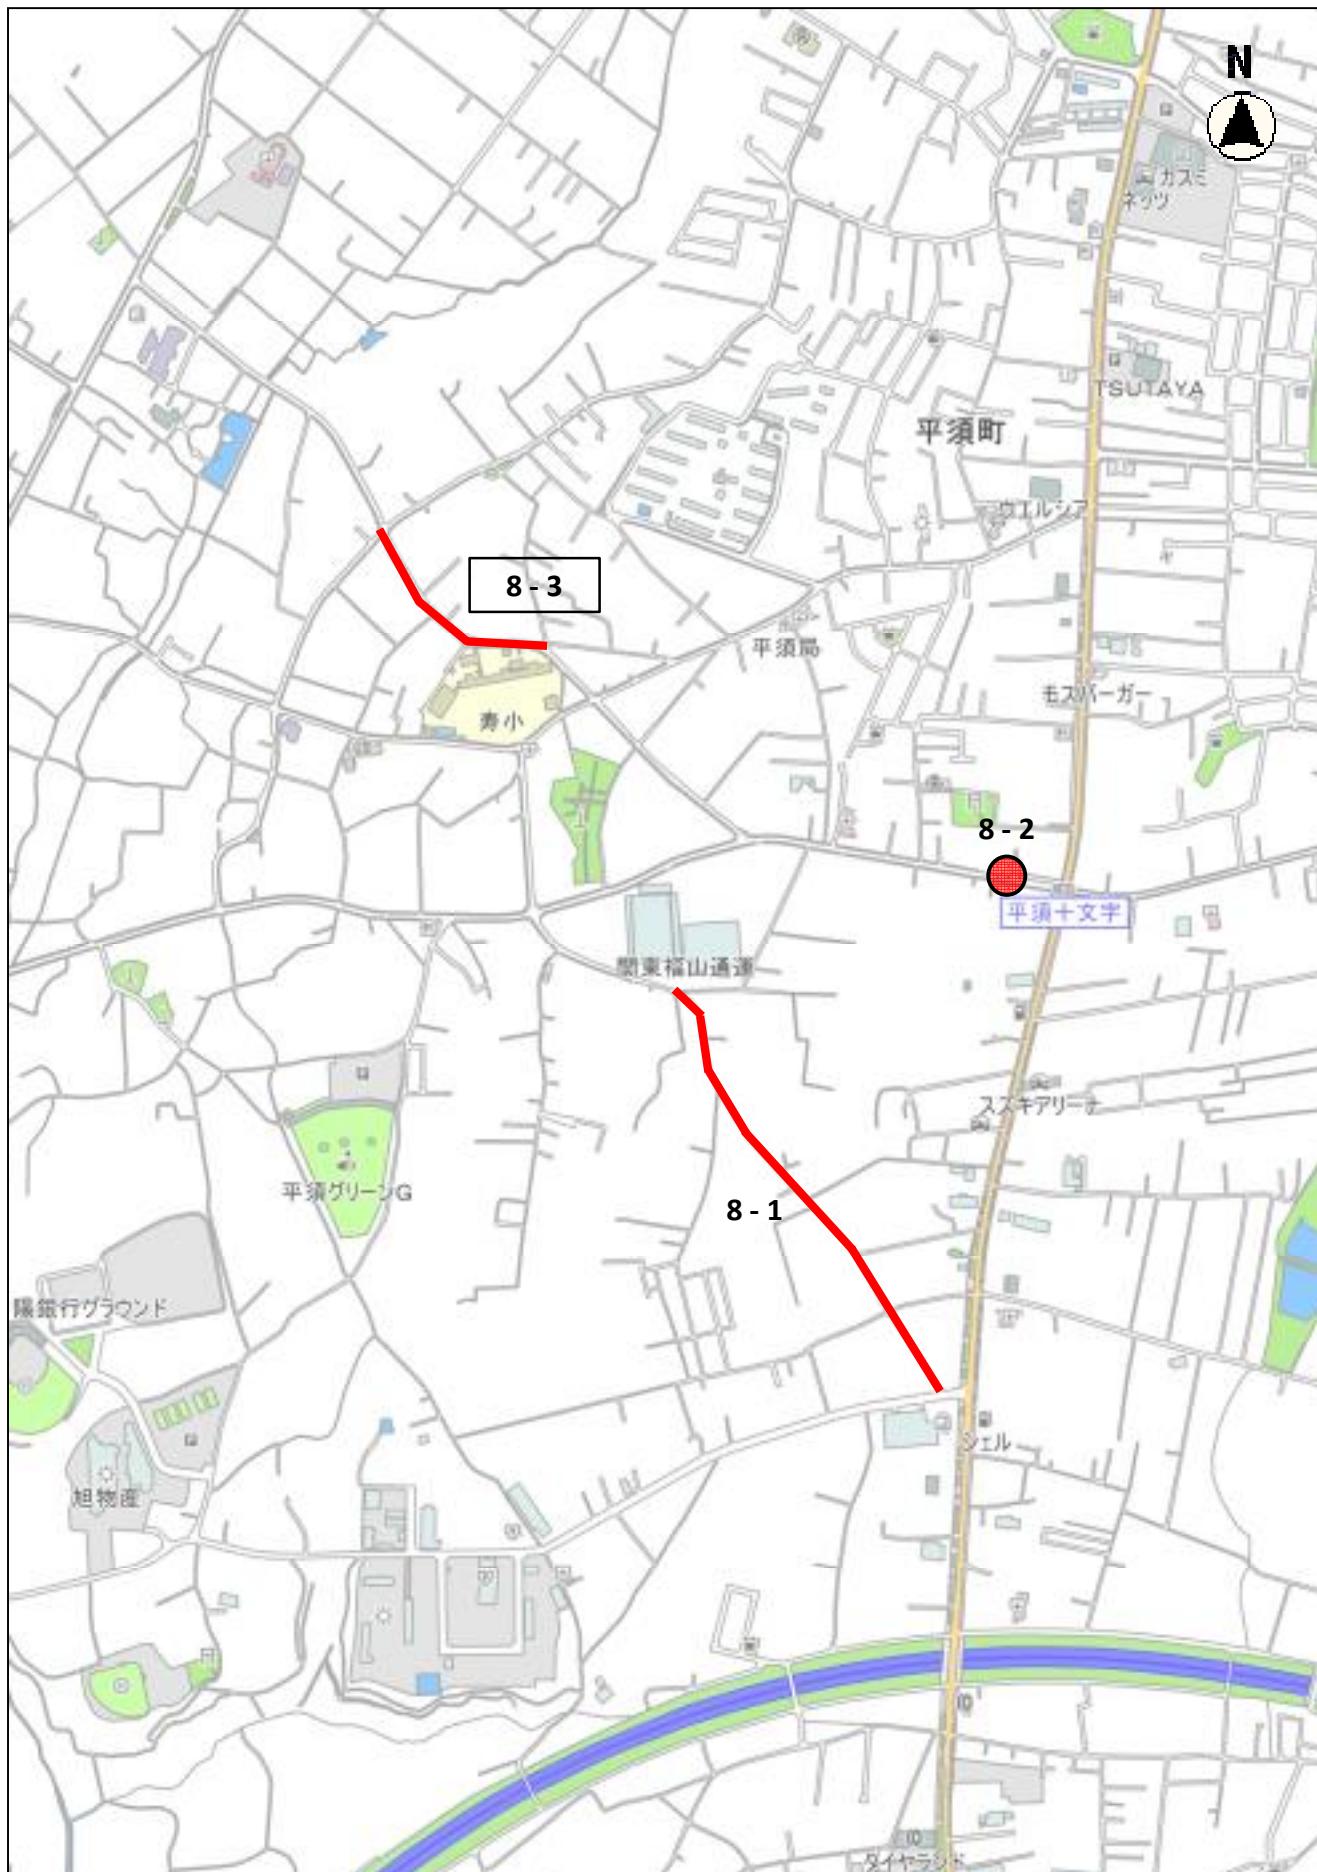 N
カスミ
ネッツ
TSUTAYA
平須町
ウエルシア
8 - 3
平須局
モスバーガー
寿小
8 - 2
平須十文字
関東福山通運
スズキアリーナ
平須グリーンG
8 - 1
陽銀行グラウンド
シェル
旭物産
ダイヤランド